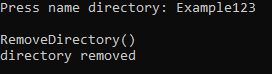 Press name directory: Example123
RemoveDirectory()
directory removed